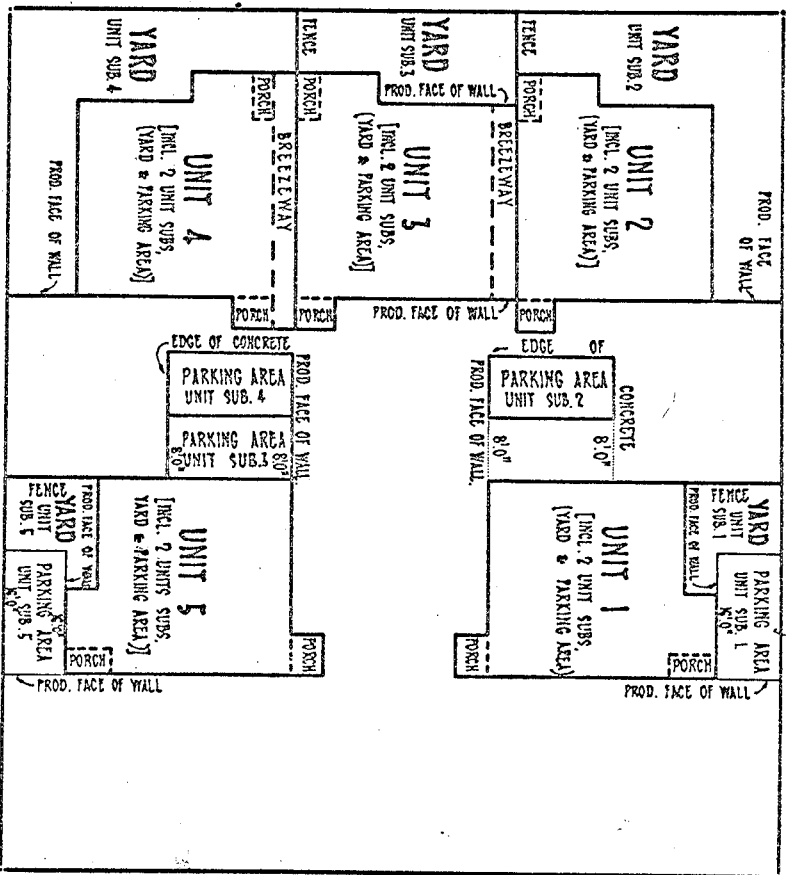 YARD
UNIT SUB. 4
FENCE
YARD
UNIT SUB. 3
FENCE
YARD
UNIT SUB. 2
PROD. FACE OF WALL
PORCH
PORCH
PORCH
BREEZEWAY
BREEZEWAY
UNIT 4
[INCL. 2 UNIT SUBS,
(YARD & PARKING AREA)]
UNIT 3
[INCL. 2 UNIT SUBS,
(YARD & PARKING AREA)]
UNIT 2
[INCL. 2 UNIT SUBS,
(YARD & PARKING AREA)]
PROD. FACE OF WALL
PROD. FACE
OF WALL
PORCH
PORCH
PROD. FACE OF WALL
PORCH
EDGE OF CONCRETE
EDGE OF
CONCRETE
PARKING AREA
UNIT SUB. 4
PARKING AREA
UNIT SUB. 2
PROD. FACE OF WALL
PROD. FACE OF WALL
PARKING AREA
UNIT SUB. 3
8'0"
8'0"
8'0"
8'0"
FENCE
YARD
UNIT
SUB. 5
PROD. FACE OF WALL
UNIT 5
[INCL. 2 UNITS SUBS,
YARD & PARKING AREA)]
UNIT 1
[INCL. 2 UNIT SUBS,
(YARD & PARKING AREA)
FENCE
YARD
UNIT
SUB. 1
PROD. FACE OF WALL
PARKING AREA
UNIT SUB. 5
PARKING AREA
UNIT SUB. 1
PORCH
PORCH
PORCH
PORCH
PROD. FACE OF WALL
PROD. FACE OF WALL